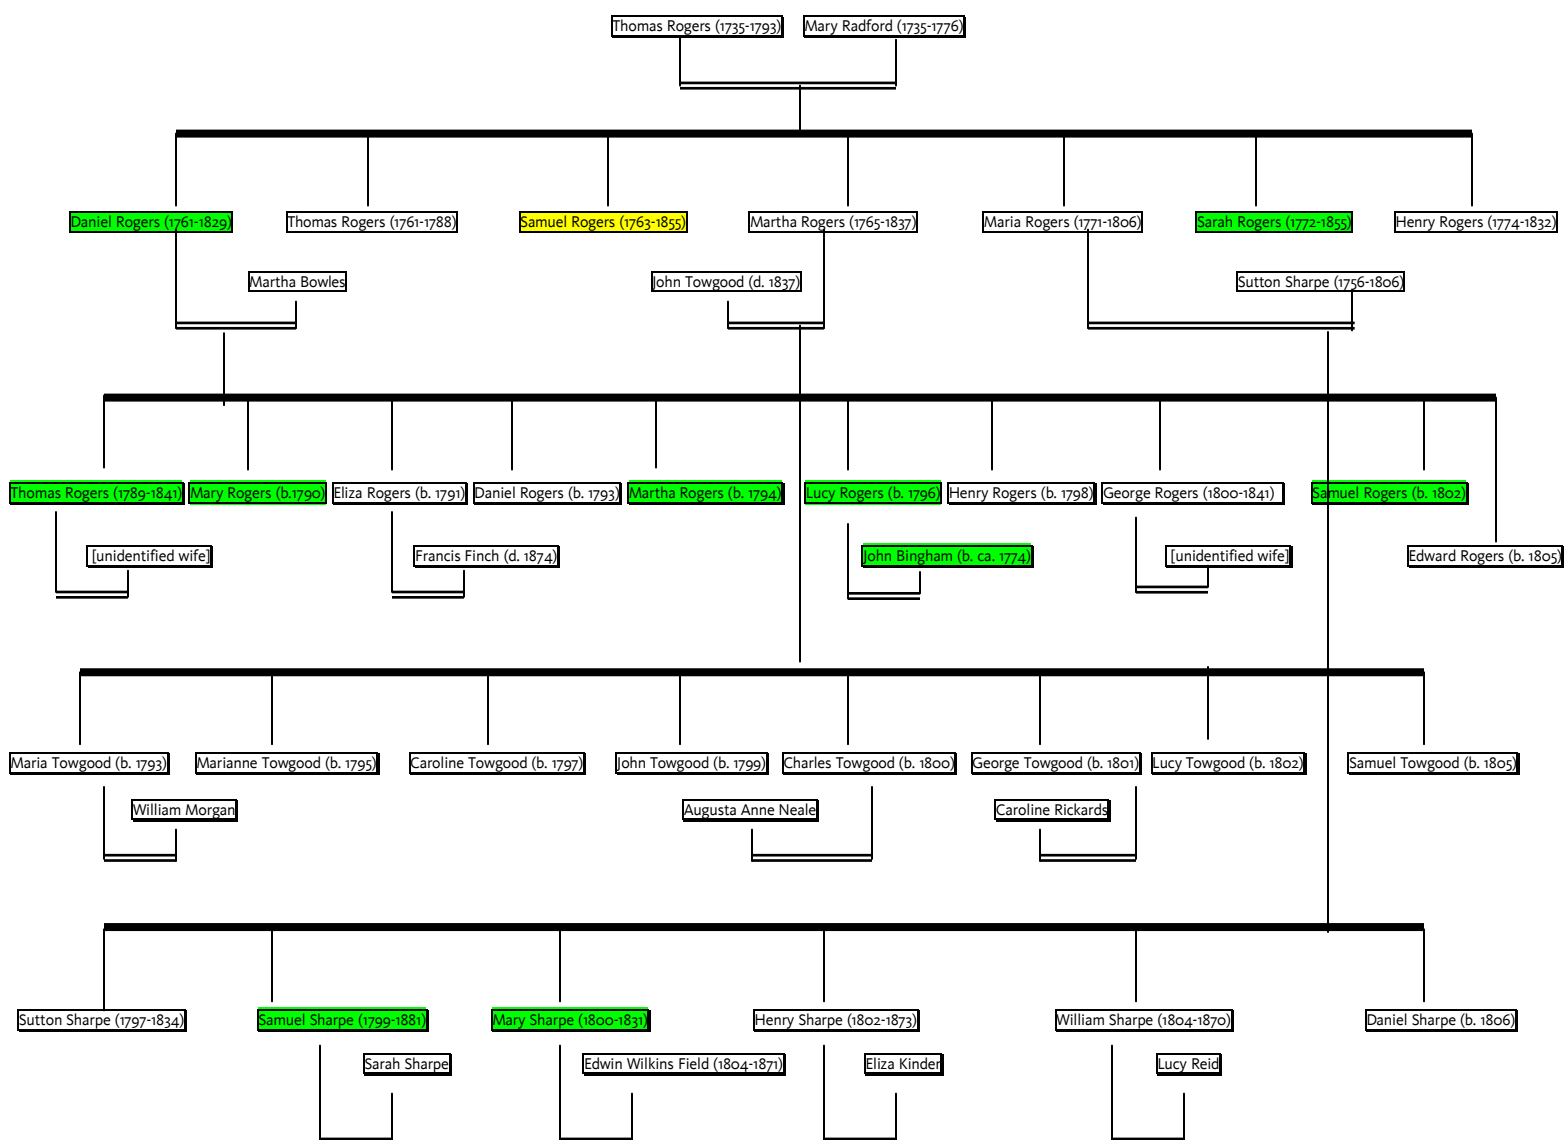 Thomas Rogers (1735-1793)
Mary Radford (1735-1776)
Daniel Rogers (1761-1829)
Thomas Rogers (1761-1788)
Samuel Rogers (1763-1855)
Martha Rogers (1765-1837)
Maria Rogers (1771-1806)
Sarah Rogers (1772-1855)
Henry Rogers (1774-1832)
Martha Bowles
John Towgood (d. 1837)
Sutton Sharpe (1756-1806)
Thomas Rogers (1789-1841)
Mary Rogers (b.1790)
Eliza Rogers (b. 1791)
Daniel Rogers (b. 1793)
Martha Rogers (b. 1794)
Lucy Rogers (b. 1796)
Henry Rogers (b. 1798)
George Rogers (1800-1841)
Samuel Rogers (b. 1802)
[unidentified wife]
Francis Finch (d. 1874)
John Bingham (b. ca. 1774)
[unidentified wife]
Edward Rogers (b. 1805)
Maria Towgood (b. 1793)
Marianne Towgood (b. 1795)
Caroline Towgood (b. 1797)
John Towgood (b. 1799)
Charles Towgood (b. 1800)
George Towgood (b. 1801)
Lucy Towgood (b. 1802)
Samuel Towgood (b. 1805)
William Morgan
Augusta Anne Neale
Caroline Rickards
Sutton Sharpe (1797-1834)
Samuel Sharpe (1799-1881)
Mary Sharpe (1800-1831)
Henry Sharpe (1802-1873)
William Sharpe (1804-1870)
Daniel Sharpe (b. 1806)
Sarah Sharpe
Edwin Wilkins Field (1804-1871)
Eliza Kinder
Lucy Reid